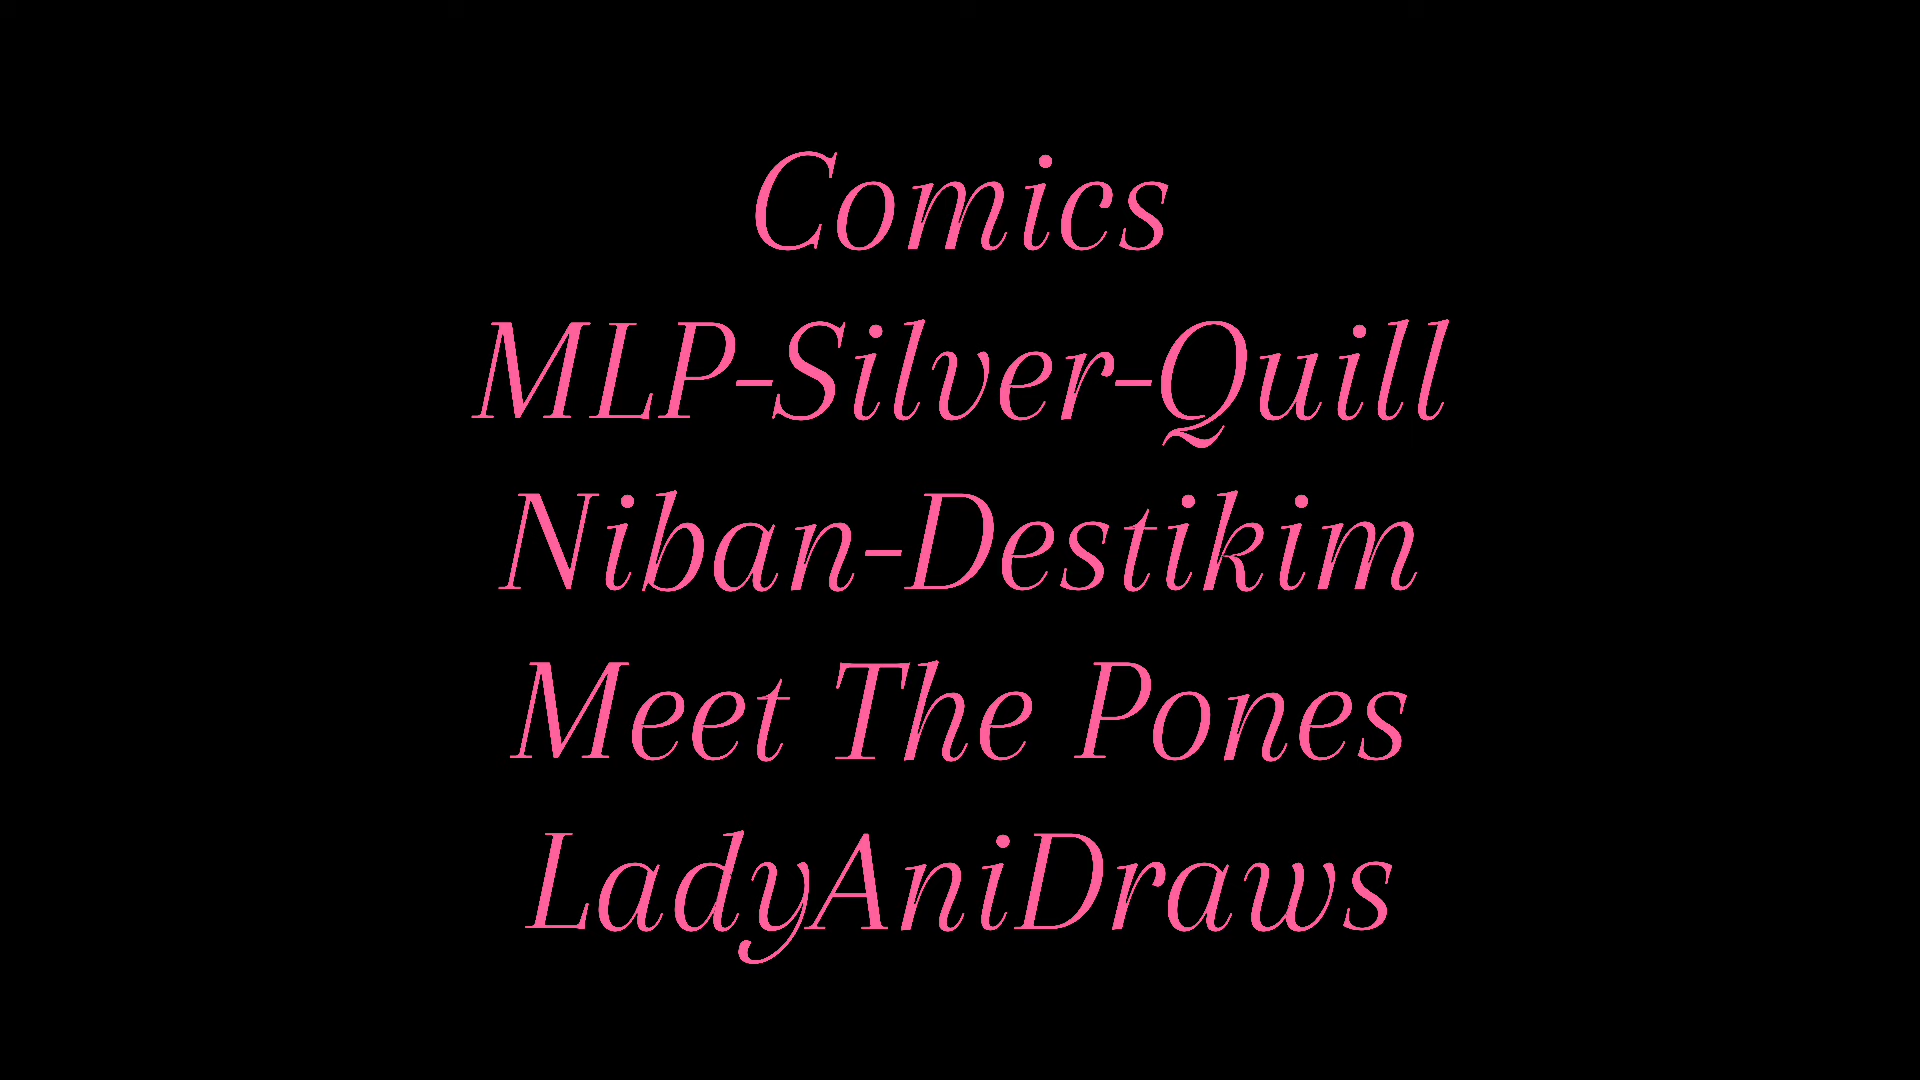 Comics
MLP-Silver-Quill
Niban-Destikim
Meet The Pones
LadyAniDraws